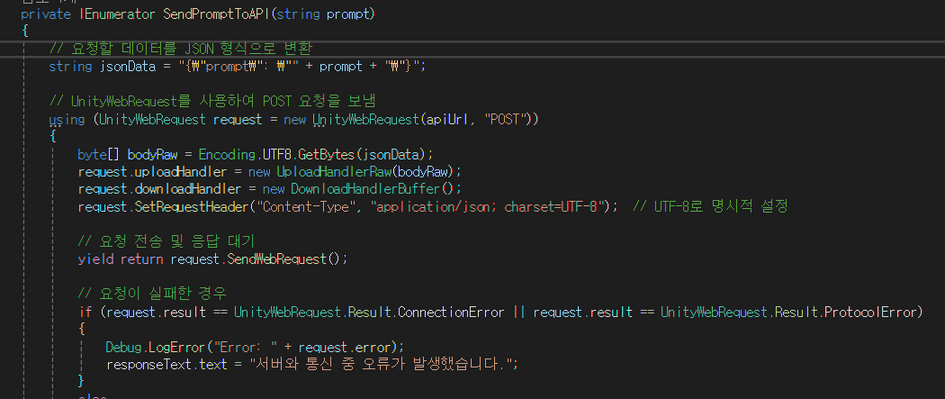 private IEnumerator SendPromptToAPI(string prompt)
{
// 요청할 데이터를 JSON 형식으로 변환
string jsonData = "{₩"prompt₩": ₩"" + prompt + "₩"}";
// UnityWebRequest를 사용하여 POST 요청을 보냄
using (UnityWebRequest request = new UnityWebRequest(apiUrl, "POST"))
{
byte[] bodyRaw = Encoding.UTF8.GetBytes(jsonData);
request.uploadHandler = new UploadHandlerRaw(bodyRaw);
request.downloadHandler = new DownloadHandlerBuffer();
request.SetRequestHeader("Content-Type", "application/json; charset=UTF-8"); // UTF-8로 명시적 설정
// 요청 전송 및 응답 대기
yield return request.SendWebRequest();
// 요청이 실패한 경우
if (request.result == UnityWebRequest.Result.ConnectionError || request.result == UnityWebRequest.Result.ProtocolError)
{
Debug.LogError("Error: " + request.error);
responseText.text = "서버와 통신 중 오류가 발생했습니다.";
}
else